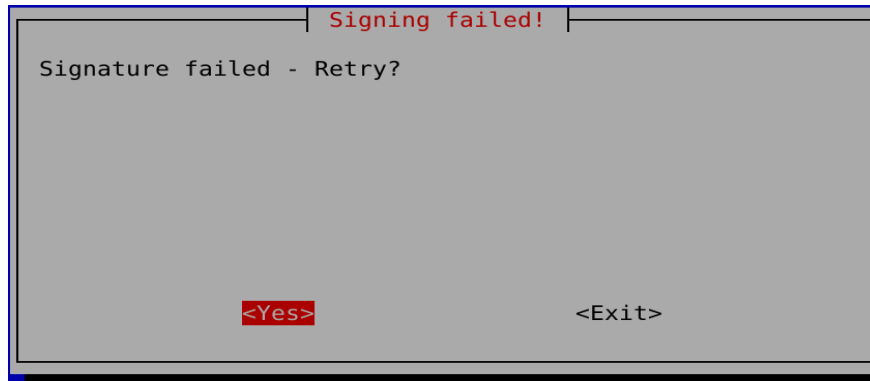 Signing failed!
Signature failed - Retry?
<Yes> <Exit>